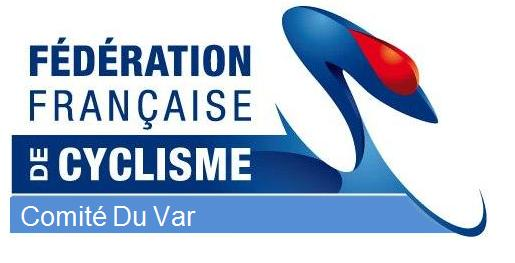 FÉDÉRATION
FRANÇAISE
DE CYCLISME
Comité Du Var